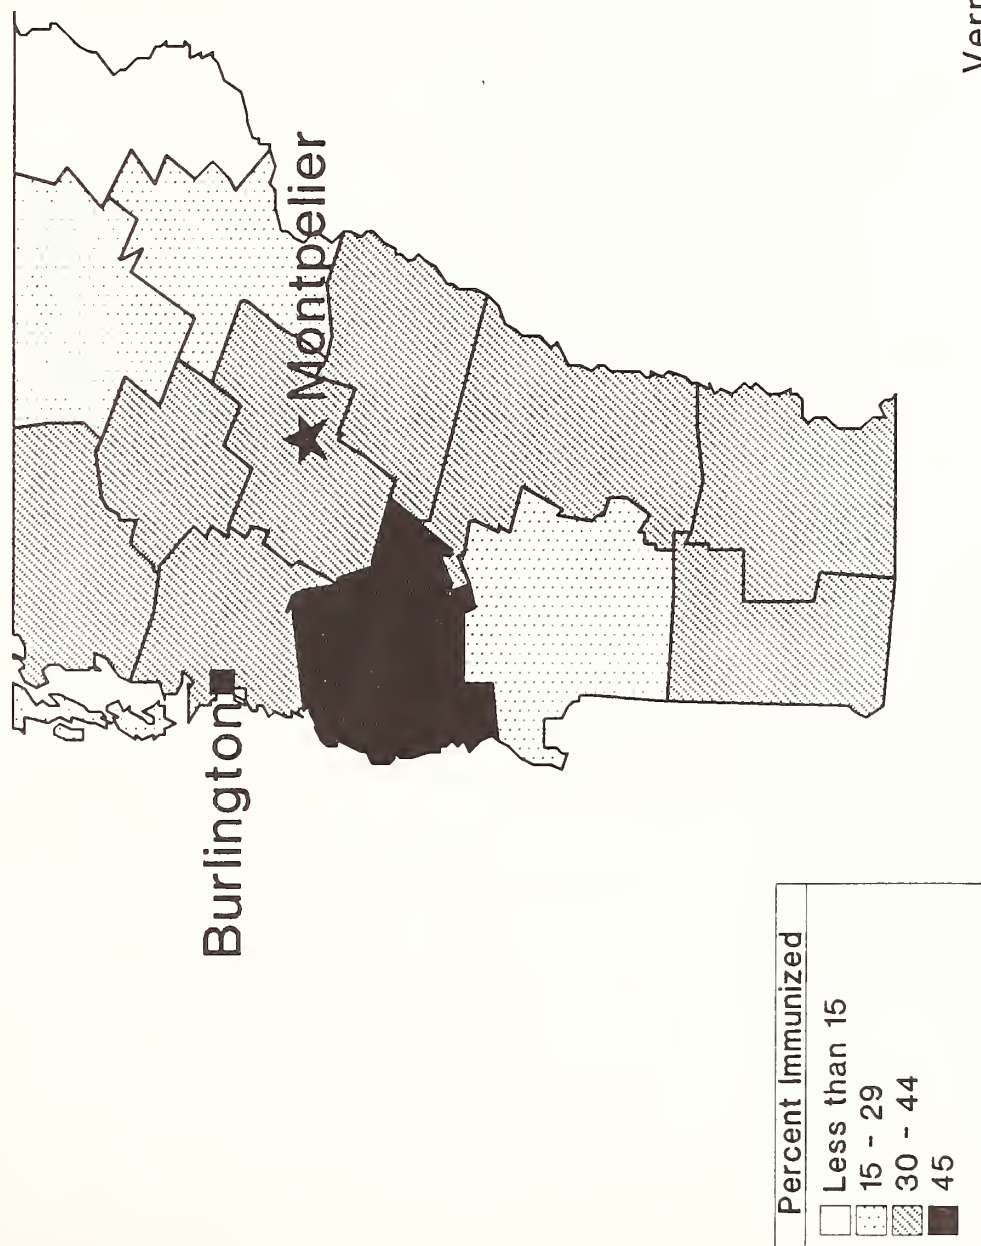 Montpelier
Burlington
Percent Immunized
Less than 15
15 - 29
30 - 44
45